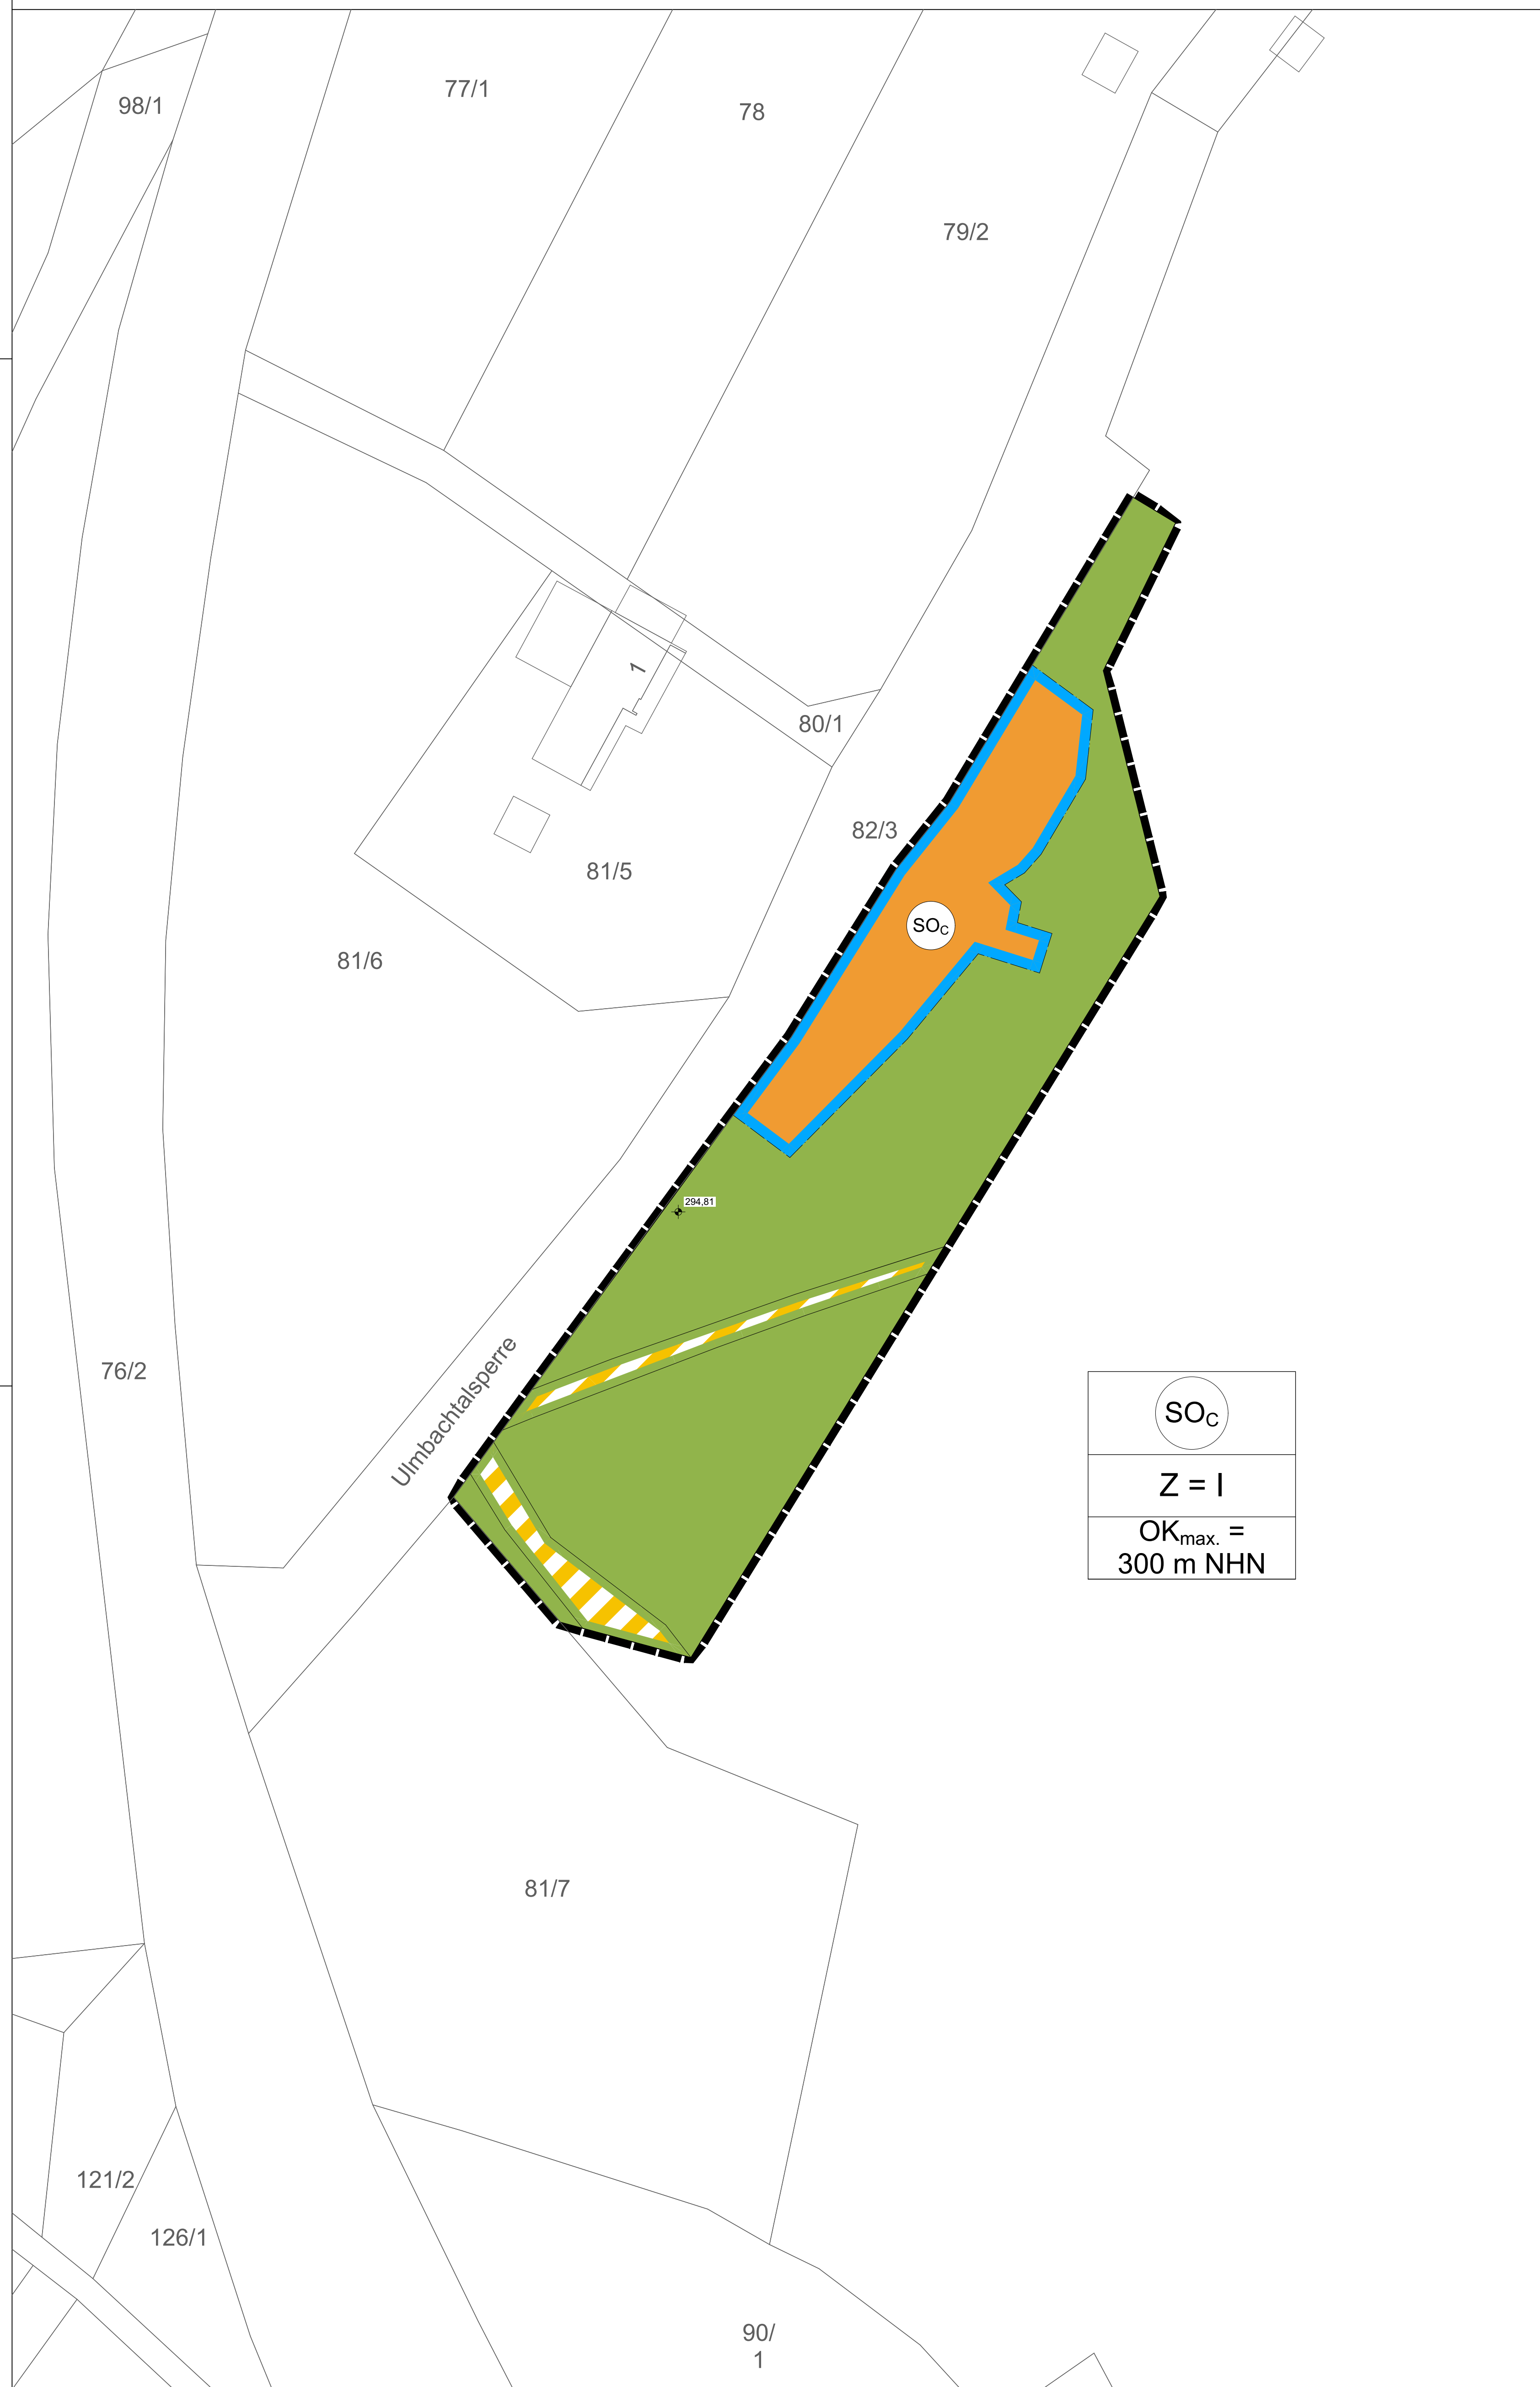 77/1
98/1
78
79/2
1
80/1
82/3
81/5
SOC
81/6
294,81
Ulmbachtalsperre
76/2
SOC
Z = I
OKmax. =
300 m NHN
81/7
121/2
126/1
90/
1